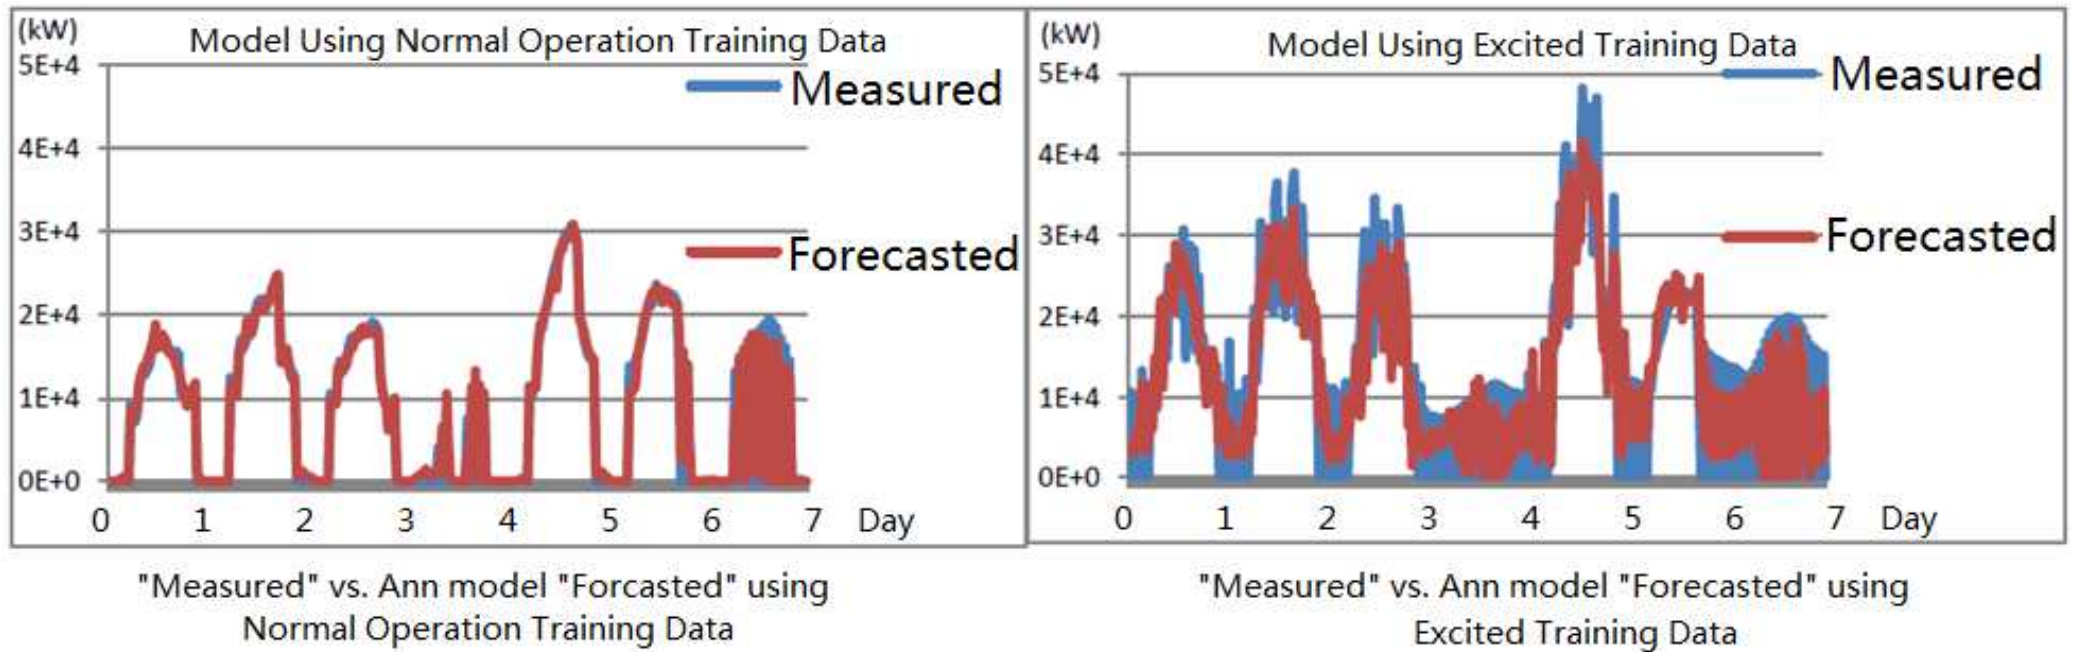 (kW)
Model Using Normal Operation Training Data
5E+4
Measured
4E+4
3E+4
Forecasted
2E+4
1E+4
0E+0
0 1 2 3 4 5 6 7 Day
"Measured" vs. Ann model "Forcasted" using
Normal Operation Training Data
(kW)
Model Using Excited Training Data
5E+4
Measured
4E+4
3E+4
Forecasted
2E+4
1E+4
0E+0
0 1 2 3 4 5 6 7 Day
"Measured" vs. Ann model "Forecasted" using
Excited Training Data